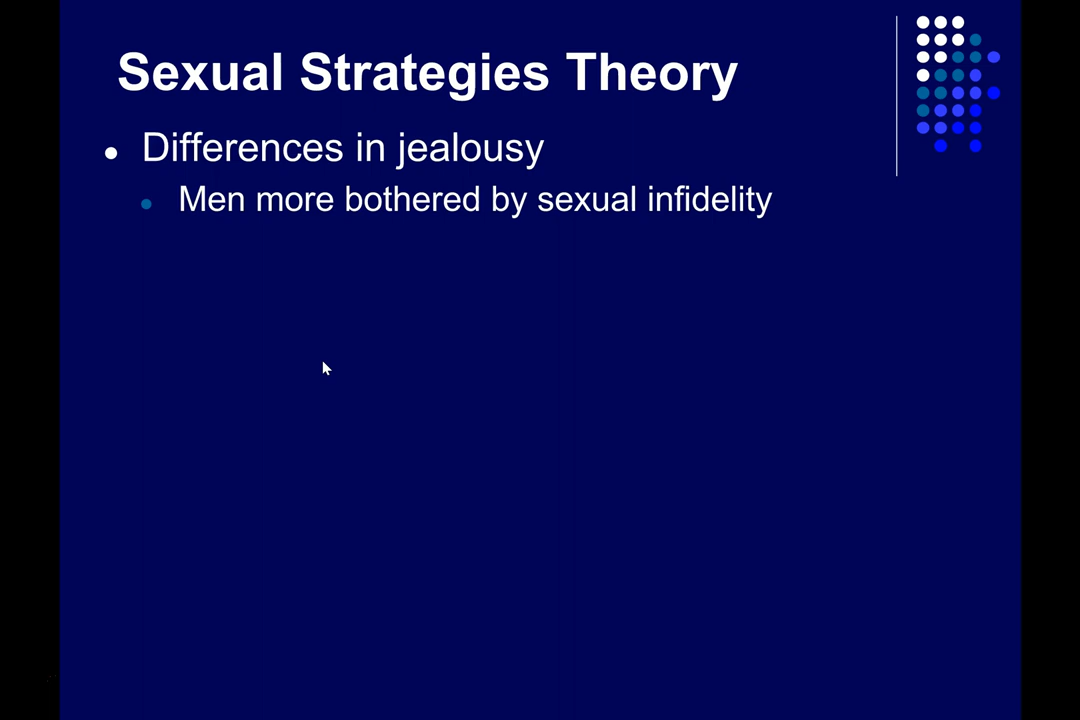 Sexual Strategies Theory
Differences in jealousy
Men more bothered by sexual infidelity